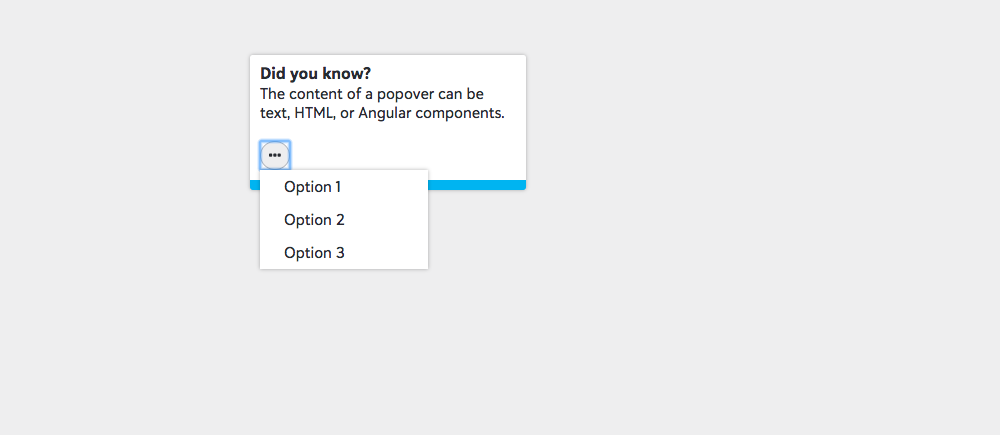 Did you know?
The content of a popover can be
text, HTML, or Angular components.
Option 1
Option 2
Option 3